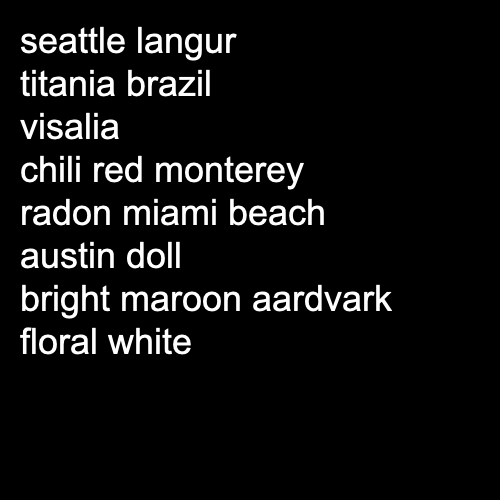 seattle langur
titania brazil
visalia
chili red monterey
radon miami beach
austin doll
bright maroon aardvark
floral white